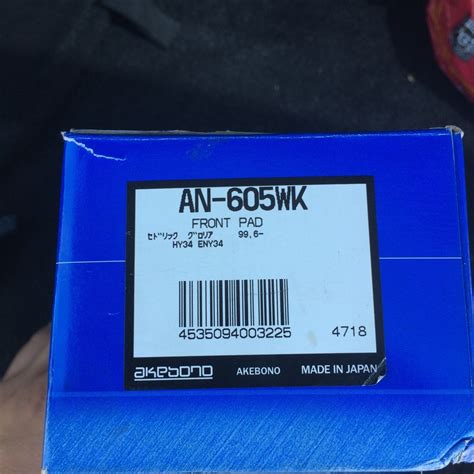 AN-605WK
FRONT PAD
ｾﾄﾞﾘｯｸ ｸﾞﾛﾘｱ 99,6-
HY34 ENY34
4535094003225 4718
akebono AKEBONO MADE IN JAPAN